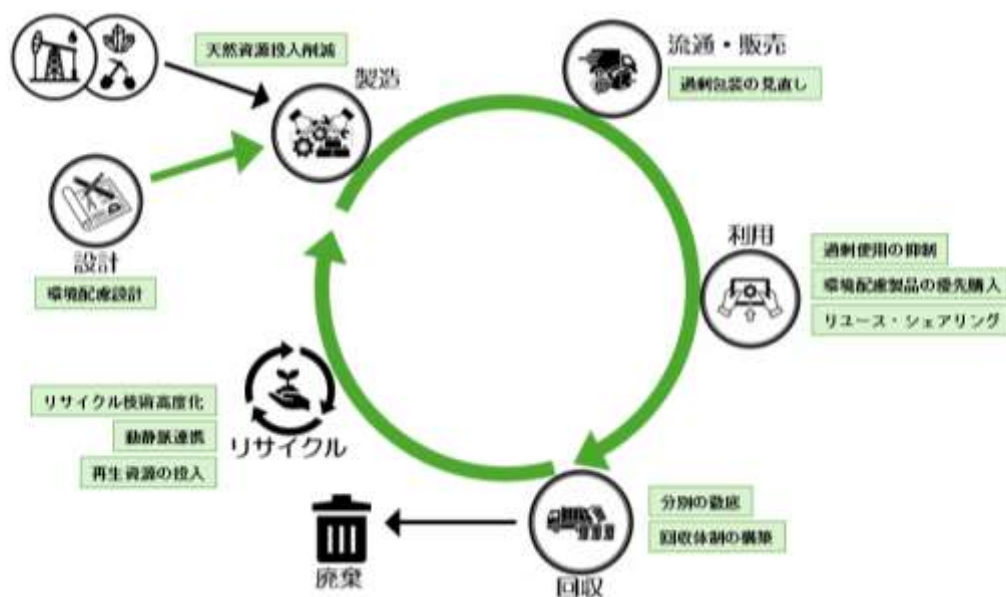 天然資源投入削減
製造
流通・販売
過剰包装の見直し
設計
環境配慮設計
利用
過剰使用の抑制
環境配慮製品の優先購入
リユース・シェアリング
リサイクル技術高度化
動静脈連携
再生資源の投入
リサイクル
分別の徹底
回収体制の構築
回収
廃棄